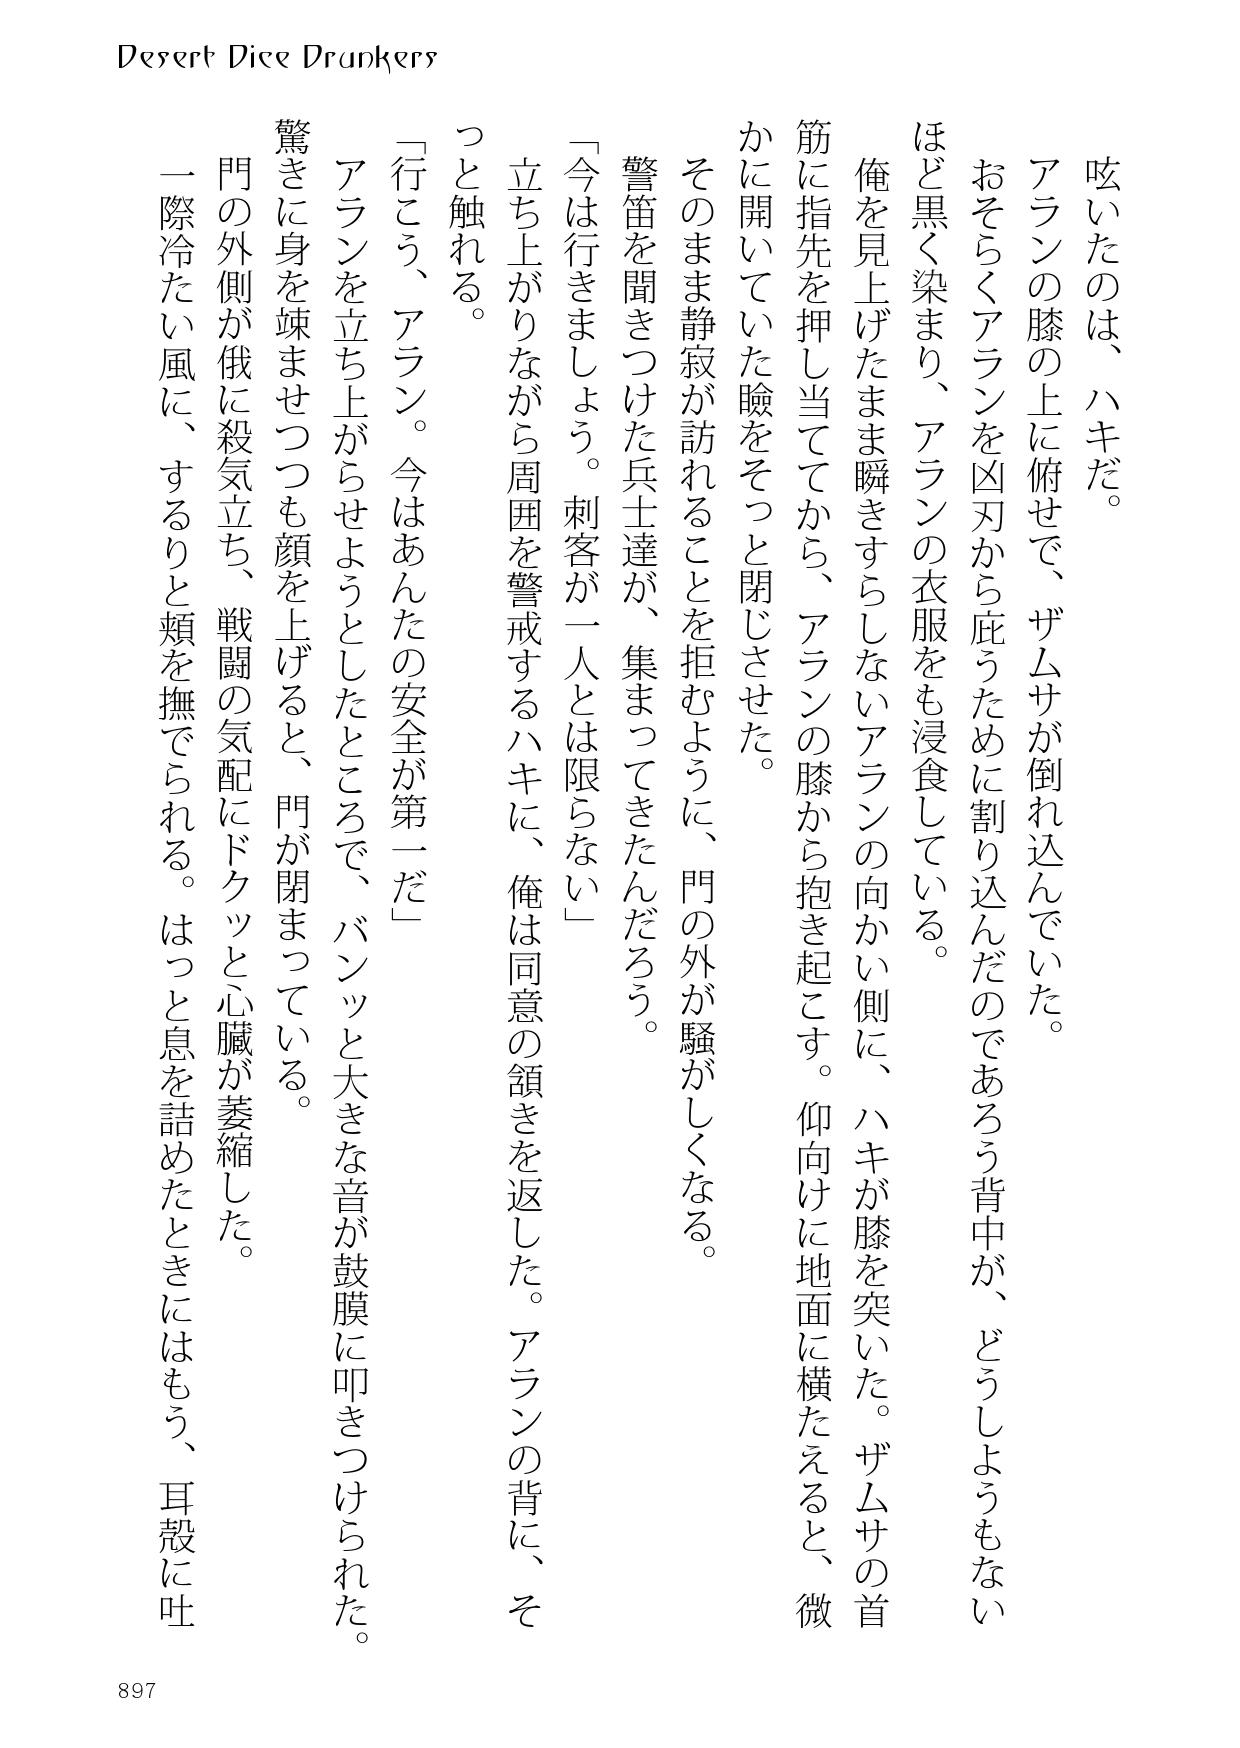 Desert Dice Drunkers
呟いたのは、ハキだ。
アランの膝の上に俯せで、ザムサが倒れ込んでいた。
おそらくアランを凶刃から庇うために割り込んだのであろう背中が、どうしようもない
ほど黒く染まり、アランの衣服をも浸食している。
俺を見上げたまま瞬きすらしないアランの向かい側に、ハキが膝を突いた。ザムサの首
筋に指先を押し当ててから、アランの膝から抱き起こす。仰向けに地面に横たえると、微
かに開いていた瞼をそっと閉じさせた。
そのまま静寂が訪れることを拒むように、門の外が騒がしくなる。
警笛を聞きつけた兵士達が、集まってきたんだろう。
「今は行きましょう。刺客が一人とは限らない」
立ち上がりながら周囲を警戒するハキに、俺は同意の頷きを返した。アランの背に、そ
っと触れる。
「行こう、アラン。今はあんたの安全が第一だ」
アランを立ち上がらせようとしたところで、バンッと大きな音が鼓膜に叩きつけられた。
驚きに身を竦ませつつも顔を上げると、門が閉まっている。
門の外側が俄に殺気立ち、戦闘の気配にドクッと心臓が萎縮した。
一際冷たい風に、するりと頬を撫でられる。はっと息を詰めたときにはもう、耳殻に吐
897